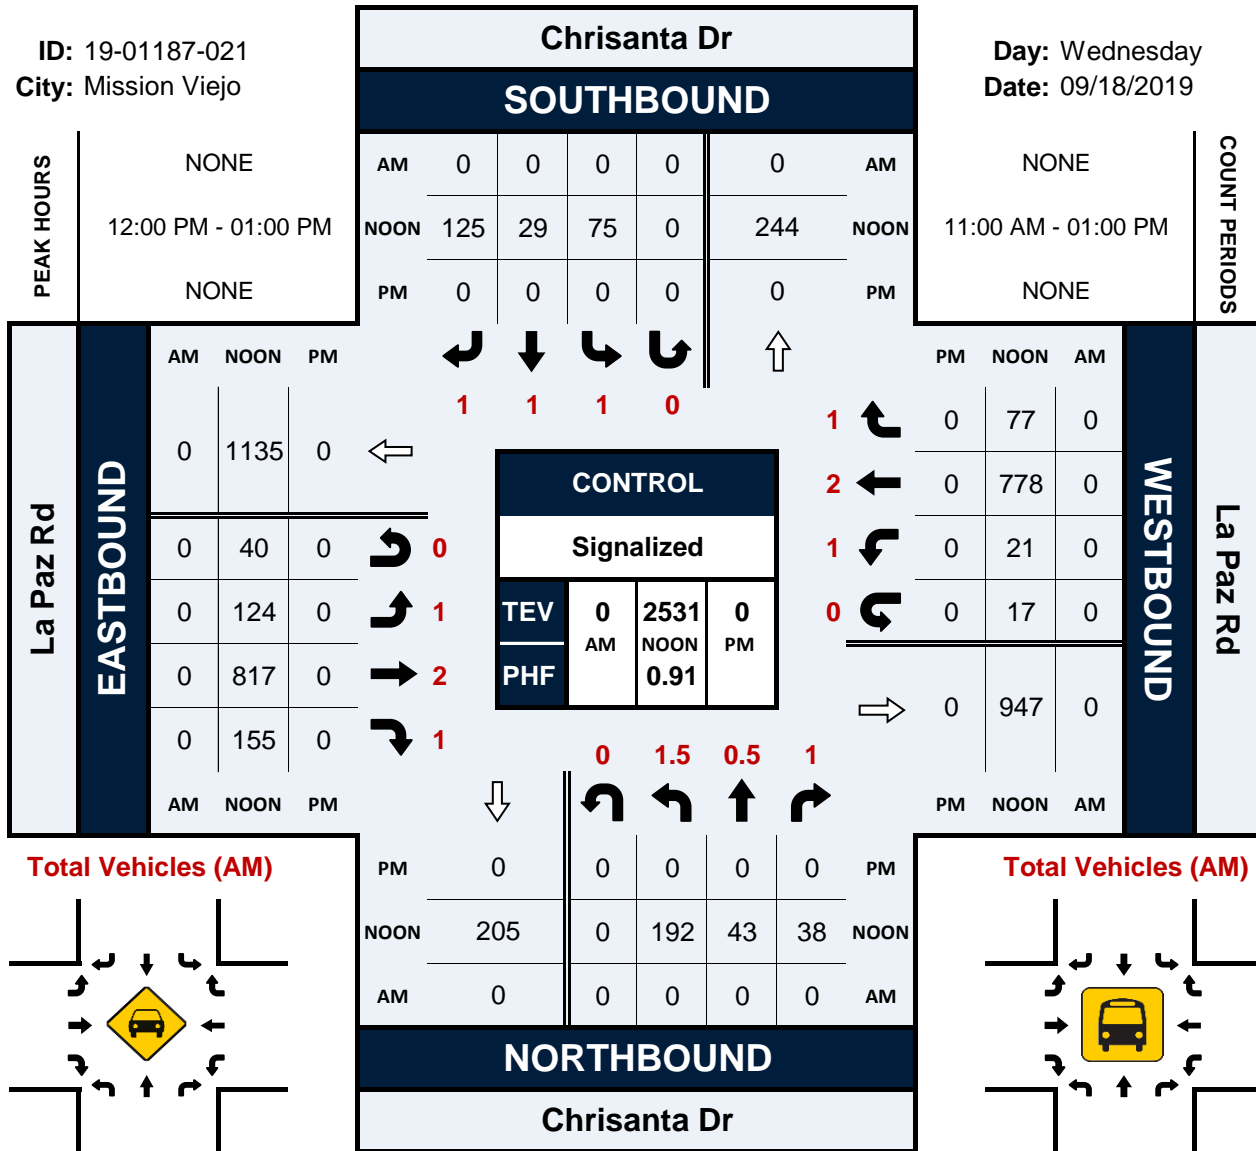 Chrisanta Dr
ID: 19-01187-021
Day: Wednesday
City: Mission Viejo
Date: 09/18/2019
SOUTHBOUND
PEAK HOURS
NONE
AM 0 0 0 0 0 AM
NONE
COUNT PERIODS
12:00 PM - 01:00 PM
NOON 125 29 75 0 244 NOON
11:00 AM - 01:00 PM
NONE
PM 0 0 0 0 0 PM
NONE
La Paz Rd
EASTBOUND
AM NOON PM
0 1135 0
0 40 0 0
0 124 0 1
0 817 0 2
0 155 0 1
AM NOON PM
1 1 1 0
CONTROL
Signalized
TEV 0 2531 0
AM NOON PM
PHF 0.91
PM NOON AM
1 0 77 0
2 0 778 0
1 0 21 0
0 0 17 0
0 947 0
PM NOON AM
WESTBOUND
La Paz Rd
0 1.5 0.5 1
Total Vehicles (AM)
PM 0 0 0 0 0 PM
Total Vehicles (AM)
NOON 205 0 192 43 38 NOON
AM 0 0 0 0 0 AM
NORTHBOUND
Chrisanta Dr